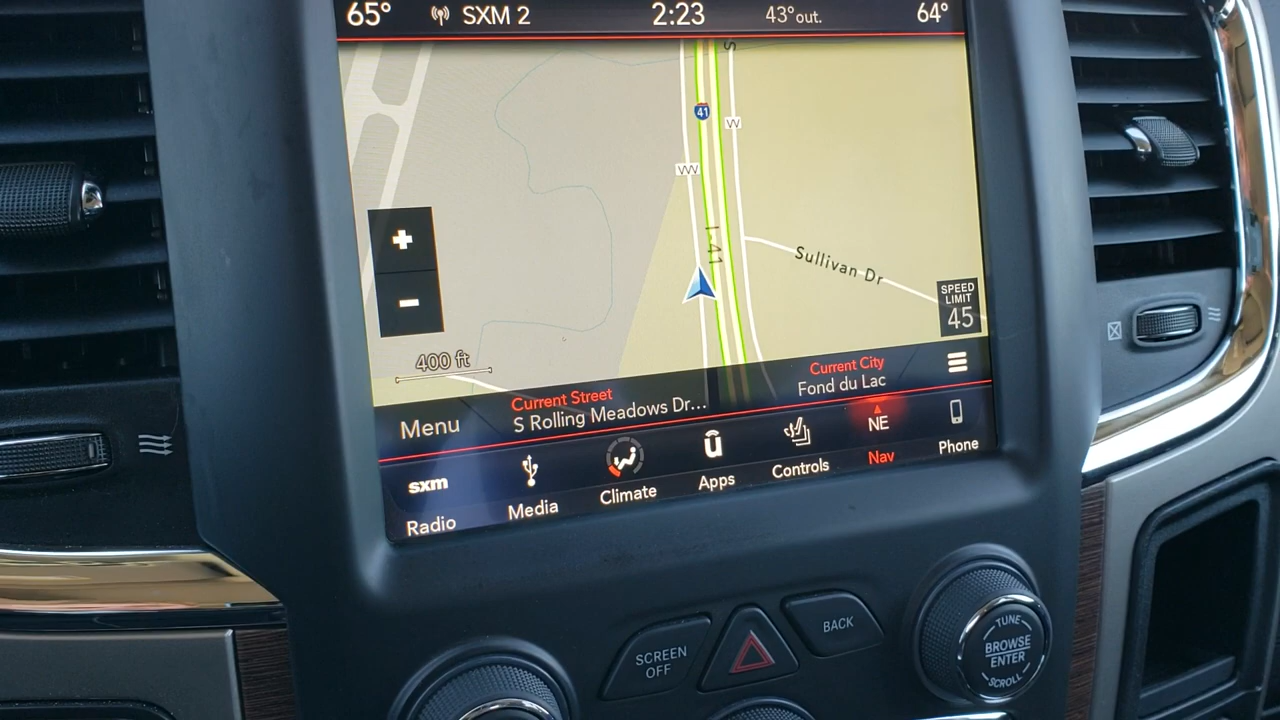 65° SXM 2 2:23 43°out. 64°
S
41
W
VW
I-41
Sullivan Dr
+
-
SPEED
LIMIT
45
400 ft
Current Street
Current City
Menu
S Rolling Meadows Dr...
Fond du Lac
sxm
NE
Radio
Media
Climate
Apps
Controls
Nav
Phone
SCREEN
OFF
BACK
TUNE
BROWSE
ENTER
SCROLL